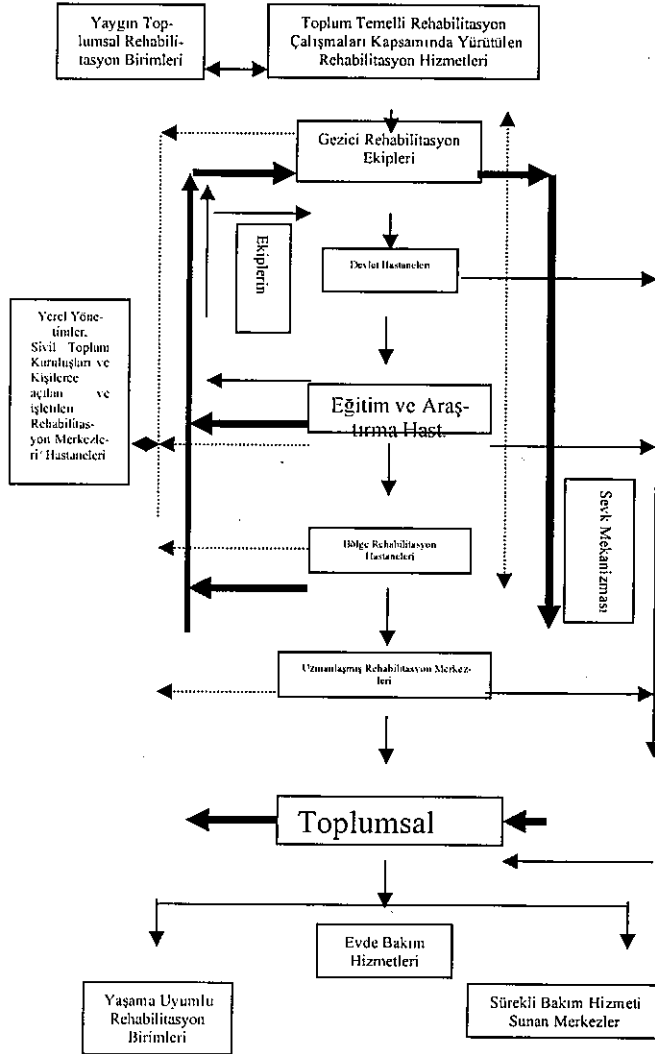 Yaygın Top-
lumsal Rehabili-
tasyon Birimleri
Toplum Temelli Rehabilitasyon
Çalışmaları Kapsamında Yürütülen
Rehabilitasyon Hizmetleri
Gezici Rehabilitasyon
Ekipleri
Ekiplerin
Devlet Hastaneleri
Yerel Yöne-
timler,
Sivil Toplum
Kuruluşları ve
Kişilerce
açılan ve
işletilen
Rehabilitas-
yon Merkezle-
ri/ Hastaneleri
Eğitim ve Araş-
tırma Hast.
Sevk Mekanizması
Bölge Rehabilitasyon
Hastaneleri
Uzmanlaşmış Rehabilitasyon Merkez-
leri
Toplumsal
Evde Bakım
Hizmetleri
Yaşama Uyumlu
Rehabilitasyon
Birimleri
Sürekli Bakım Hizmeti
Sunan Merkezler